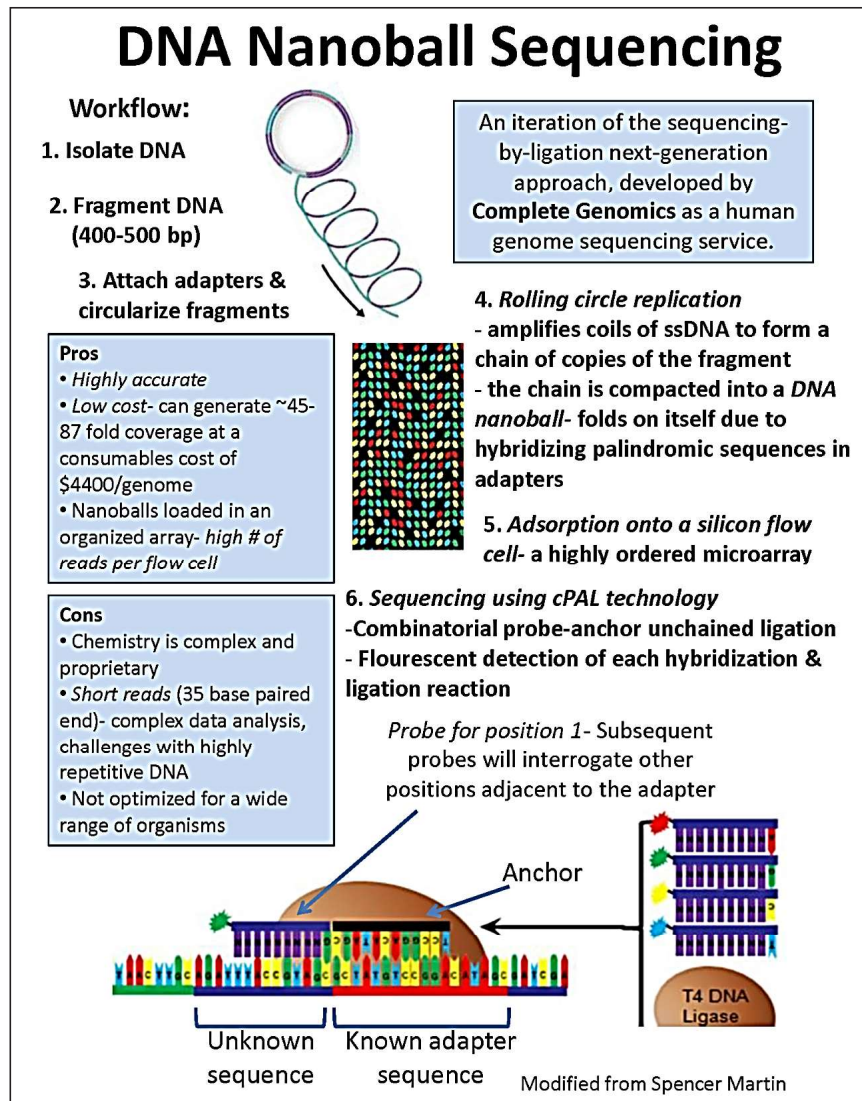 DNA Nanoball Sequencing
Workflow:
1. Isolate DNA
2. Fragment DNA
(400-500 bp)
3. Attach adapters &
circularize fragments
An iteration of the sequencing-
by-ligation next-generation
approach, developed by
Complete Genomics as a human
genome sequencing service.
4. Rolling circle replication
- amplifies coils of ssDNA to form a
chain of copies of the fragment
- the chain is compacted into a DNA
nanoball- folds on itself due to
hybridizing palindromic sequences in
adapters
Pros
• Highly accurate
• Low cost- can generate ~45-
87 fold coverage at a
consumables cost of
$4400/genome
• Nanoballs loaded in an
organized array- high # of
reads per flow cell
5. Adsorption onto a silicon flow
cell- a highly ordered microarray
Cons
• Chemistry is complex and
proprietary
• Short reads (35 base paired
end)- complex data analysis,
challenges with highly
repetitive DNA
• Not optimized for a wide
range of organisms
6. Sequencing using cPAL technology
-Combinatorial probe-anchor unchained ligation
- Flourescent detection of each hybridization &
ligation reaction
Probe for position 1- Subsequent
probes will interrogate other
positions adjacent to the adapter
Anchor
T4 DNA
Ligase
Unknown
sequence
Known adapter
sequence
Modified from Spencer Martin